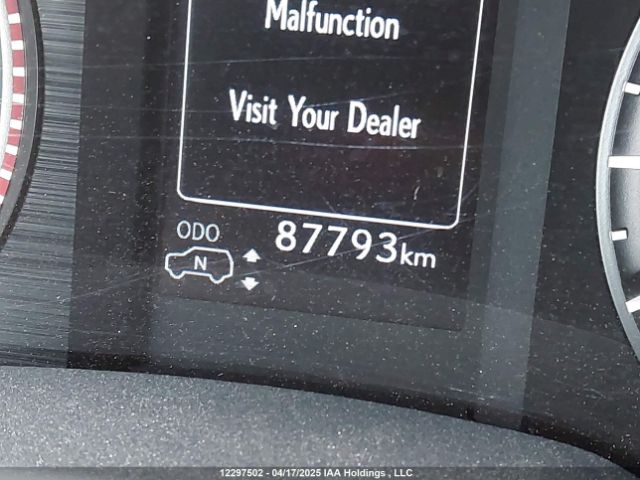 Malfunction
Visit Your Dealer
ODO 87793km
N
12297502 - 04/17/2025 IAA Holdings , LLC